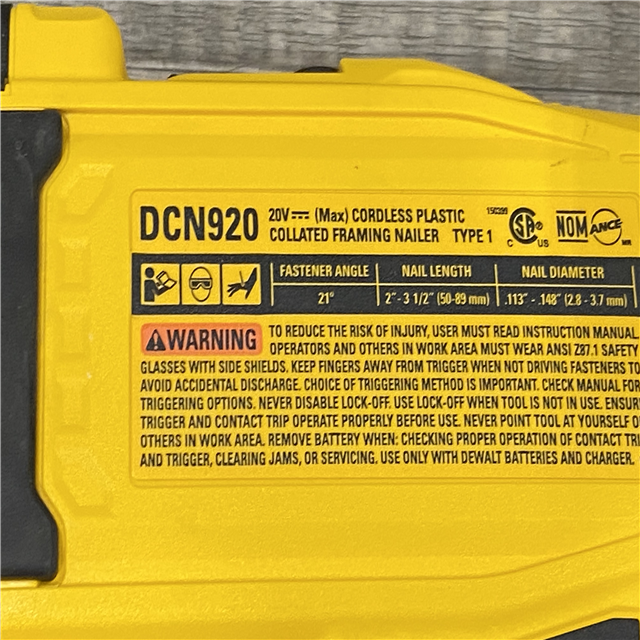 DCN920 20V⎓ (Max) CORDLESS PLASTIC
COLLATED FRAMING NAILER TYPE 1
150399
C US
NOM
ANCE
MR
FASTENER ANGLE NAIL LENGTH NAIL DIAMETER
21° 2" - 3 1/2" (50-89 mm) .113" - .148" (2.8 - 3.7 mm)
WARNING TO REDUCE THE RISK OF INJURY, USER MUST READ INSTRUCTION MANUAL.
OPERATORS AND OTHERS IN WORK AREA MUST WEAR ANSI Z87.1 SAFETY
GLASSES WITH SIDE SHIELDS. KEEP FINGERS AWAY FROM TRIGGER WHEN NOT DRIVING FASTENERS TO
AVOID ACCIDENTAL DISCHARGE. CHOICE OF TRIGGERING METHOD IS IMPORTANT. CHECK MANUAL FOR
TRIGGERING OPTIONS. NEVER DISABLE LOCK-OFF. USE LOCK-OFF WHEN TOOL IS NOT IN USE. ENSUR
TRIGGER AND CONTACT TRIP OPERATE PROPERLY BEFORE USE. NEVER POINT TOOL AT YOURSELF O
OTHERS IN WORK AREA. REMOVE BATTERY WHEN: CHECKING PROPER OPERATION OF CONTACT TRI
AND TRIGGER, CLEARING JAMS, OR SERVICING. USE ONLY WITH DEWALT BATTERIES AND CHARGER.